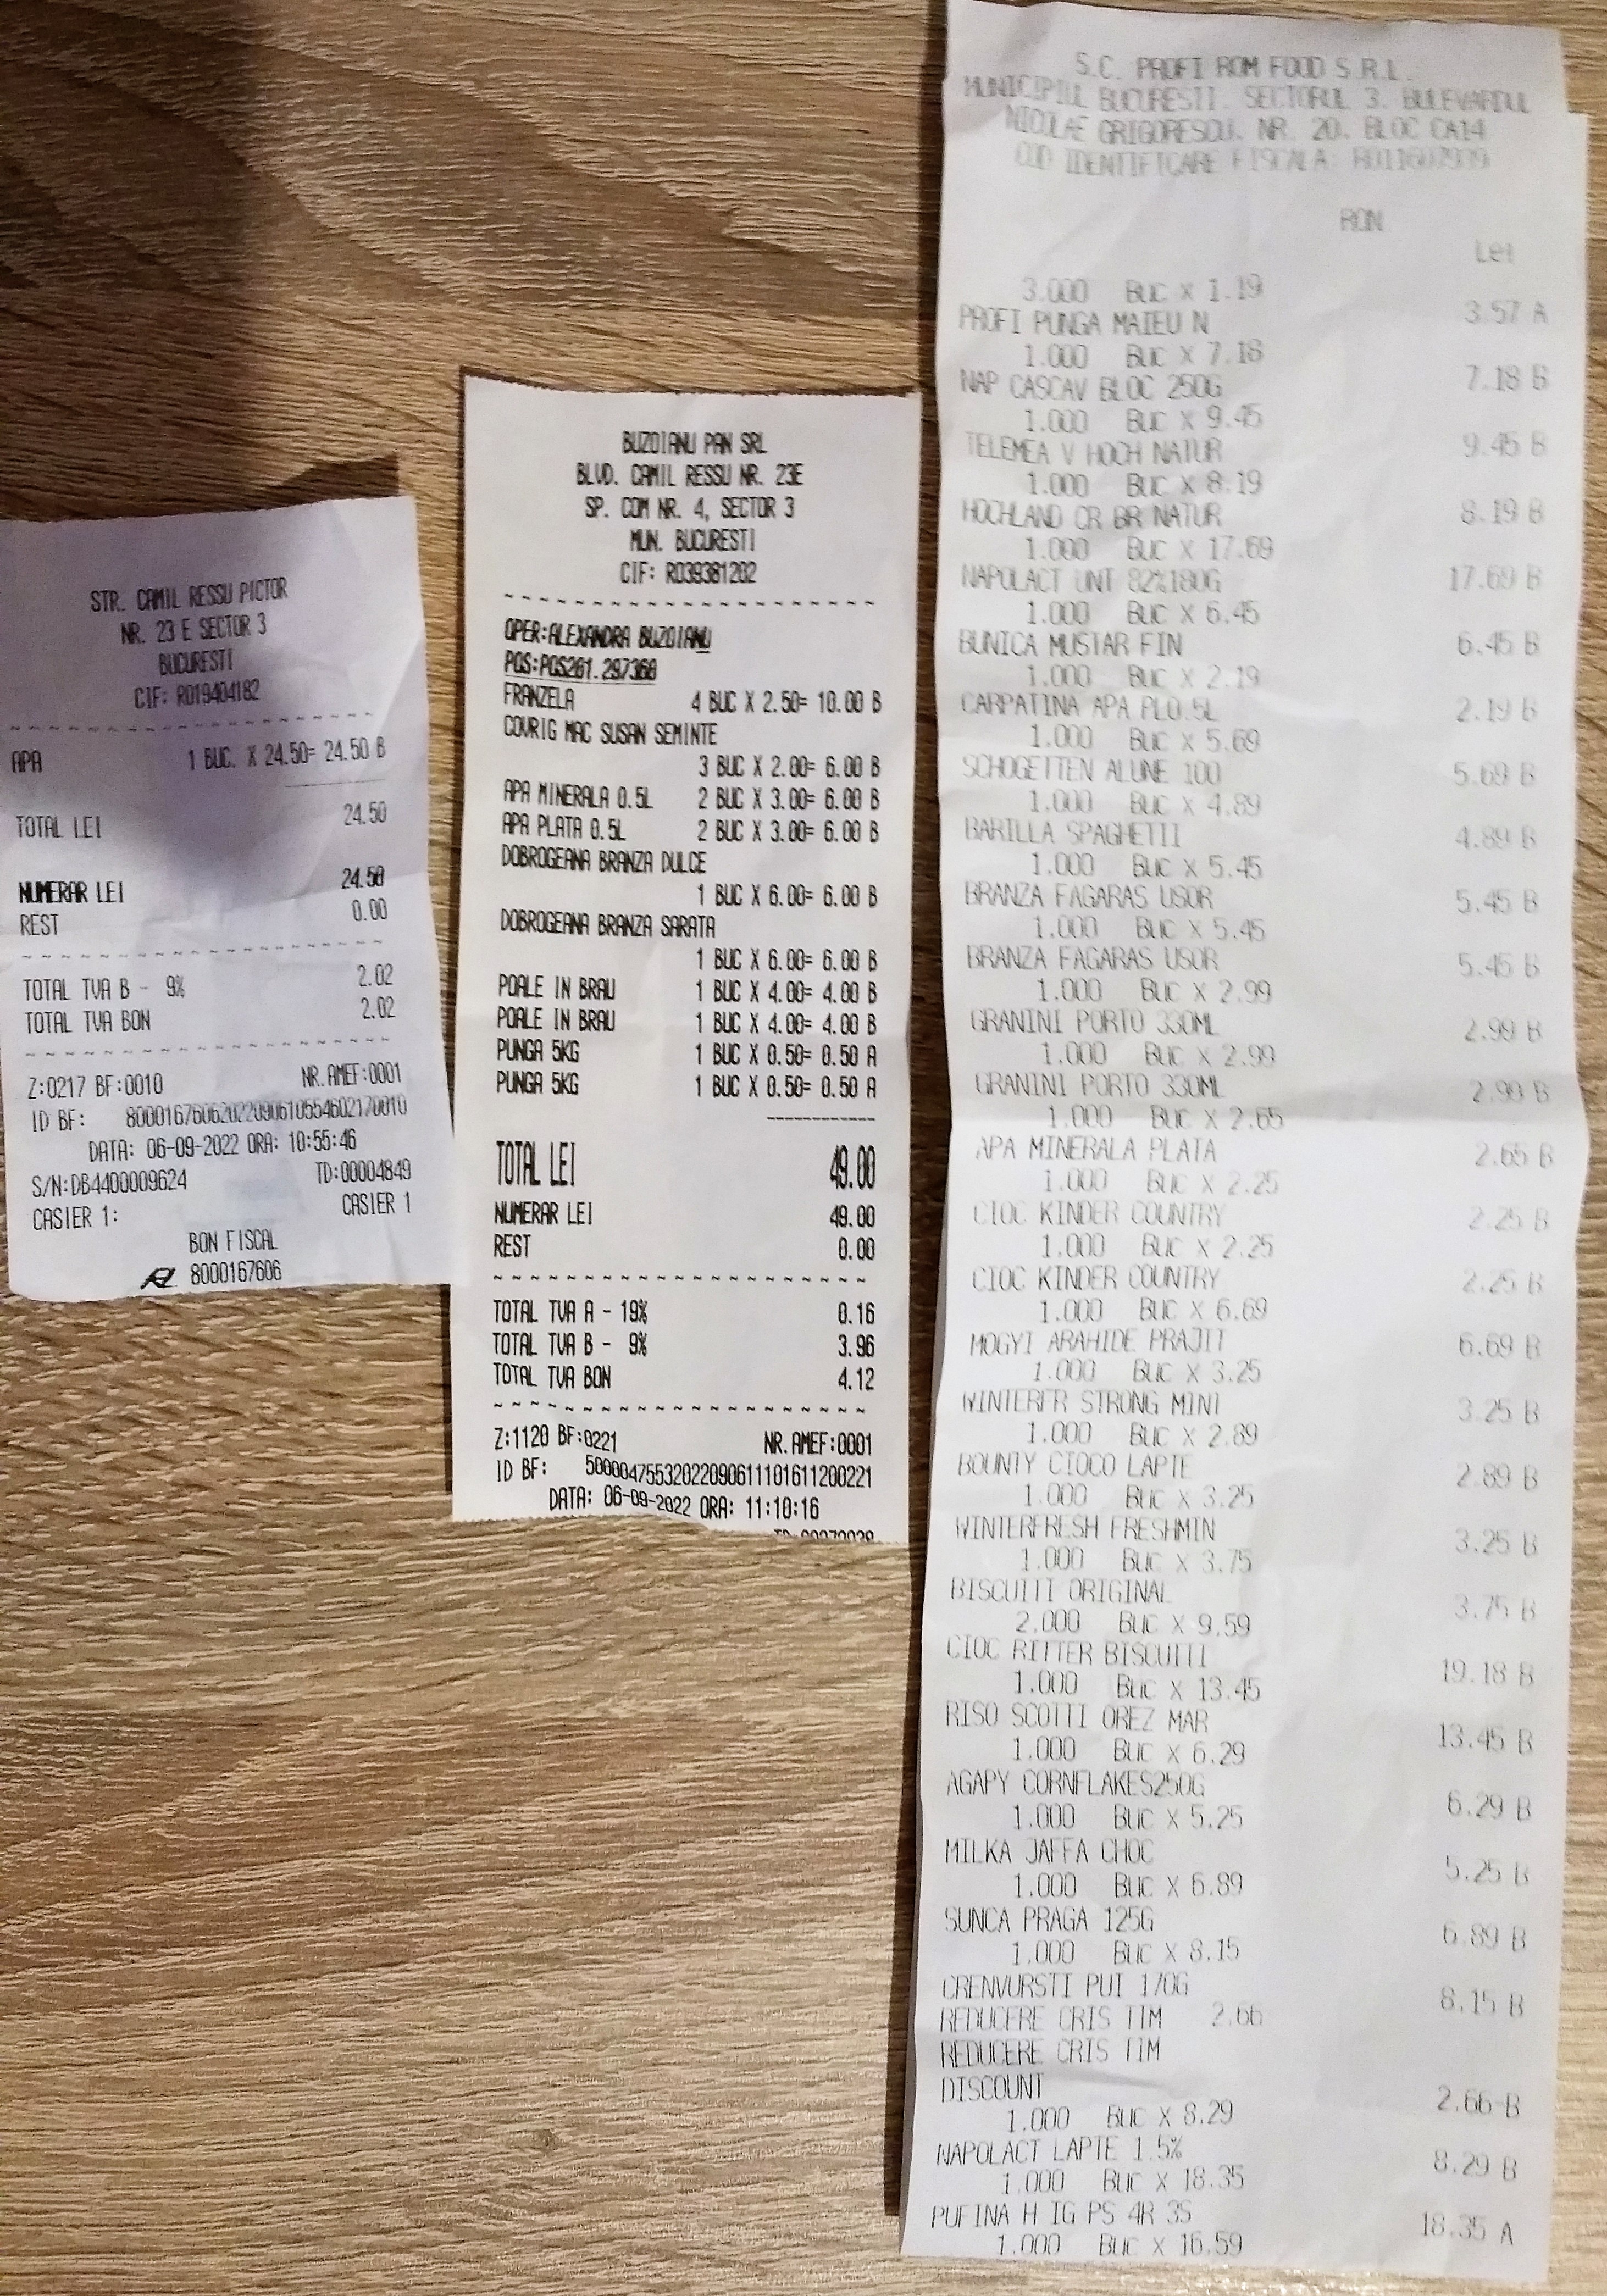 STR. CAMIL RESSU PICTOR
NR. 23 E SECTOR 3
BUCURESTI
CIF: RO19404182
APA 1 BUC. X 24.50= 24.50 B
TOTAL LEI 24.50
NUMERAR LEI 24.50
REST 0.00
TOTAL TVA B - 9% 2.02
TOTAL TVA BON 2.02
Z:0217 BF:0010 NR.AMEF:0001
ID BF: 80001676062022090610554602170010
DATA: 06-09-2022 ORA: 10:55:46
S/N:DB4400009624 TD:00004849
CASIER 1: CASIER 1
BON FISCAL
8000167606
BUZOIANU PAN SRL
BLVD. CAMIL RESSU NR. 23E
SP. COM NR. 4, SECTOR 3
MUN. BUCURESTI
CIF: RO39381202
OPER:ALEXANDRA BUZOIANU
POS:POS261.297368
FRANZELA 4 BUC X 2.50= 10.00 B
COVRIG MAC SUSAN SEMINTE
3 BUC X 2.00= 6.00 B
APA MINERALA 0.5L 2 BUC X 3.00= 6.00 B
APA PLATA 0.5L 2 BUC X 3.00= 6.00 B
DOBROGEANA BRANZA DULCE
1 BUC X 6.00= 6.00 B
DOBROGEANA BRANZA SARATA
1 BUC X 6.00= 6.00 B
POALE IN BRAU 1 BUC X 4.00= 4.00 B
POALE IN BRAU 1 BUC X 4.00= 4.00 B
PUNGA 5KG 1 BUC X 0.50= 0.50 A
PUNGA 5KG 1 BUC X 0.50= 0.50 A
TOTAL LEI 49.00
NUMERAR LEI 49.00
REST 0.00
TOTAL TVA A - 19% 0.16
TOTAL TVA B - 9% 3.96
TOTAL TVA BON 4.12
Z:1120 BF:0221 NR.AMEF:0001
ID BF: 50000475532022090611101611200221
DATA: 06-09-2022 ORA: 11:10:16
S.C. PROFI ROM FOOD S.R.L.
MUNICIPIUL BUCURESTI, SECTORUL 3, BULEVARDUL
NICOLAE GRIGORESCU, NR. 20, BLOC CA14
COD IDENTIFICARE FISCALA: RO11607939
RON
Lei
3.000 Buc X 1.19
PROFI PUNGA MAIEU N 3.57 A
1.000 Buc X 7.18
NAP CASCAV BLOC 250G 7.18 B
1.000 Buc X 9.45
TELEMEA V HOCH NATUR 9.45 B
1.000 Buc X 8.19
HOCHLAND CR BR NATUR 8.19 B
1.000 Buc X 17.69
NAPOLACT UNT 82%180G 17.69 B
1.000 Buc X 6.45
BUNICA MUSTAR FIN 6.45 B
1.000 Buc X 2.19
CARPATINA APA PL0.5L 2.19 B
1.000 Buc X 5.69
SCHOGETTEN ALUNE 100 5.69 B
1.000 Buc X 4.89
BARILLA SPAGHETTI 4.89 B
1.000 Buc X 5.45
BRANZA FAGARAS USOR 5.45 B
1.000 Buc X 5.45
BRANZA FAGARAS USOR 5.45 B
1.000 Buc X 2.99
GRANINI PORTO 330ML 2.99 B
1.000 Buc X 2.99
GRANINI PORTO 330ML 2.99 B
1.000 Buc X 2.65
APA MINERALA PLATA 2.65 B
1.000 Buc X 2.25
CIOC KINDER COUNTRY 2.25 B
1.000 Buc X 2.25
CIOC KINDER COUNTRY 2.25 B
1.000 Buc X 6.69
MOGYI ARAHIDE PRAJIT 6.69 B
1.000 Buc X 3.25
WINTERFR STRONG MINT 3.25 B
1.000 Buc X 2.89
BOUNTY CIOCO LAPTE 2.89 B
1.000 Buc X 3.25
WINTERFRESH FRESHMIN 3.25 B
1.000 Buc X 3.75
BISCUITI ORIGINAL 3.75 B
2.000 Buc X 9.59
CIOC RITTER BISCUITI 19.18 B
1.000 Buc X 13.45
RISO SCOTTI OREZ MAR 13.45 B
1.000 Buc X 6.29
AGAPY CORNFLAKES250G 6.29 B
1.000 Buc X 5.25
MILKA JAFFA CHOC 5.25 B
1.000 Buc X 6.89
SUNCA PRAGA 125G 6.89 B
1.000 Buc X 8.15
CRENVURSTI PUI 170G 8.15 B
REDUCERE CRIS TIM 2.66
REDUCERE CRIS TIM
DISCOUNT 2.66-B
1.000 Buc X 8.29
NAPOLACT LAPTE 1.5% 8.29 B
1.000 Buc X 18.35
PUFINA H IG PS 4R 35 18.35 A
1.000 Buc X 16.59